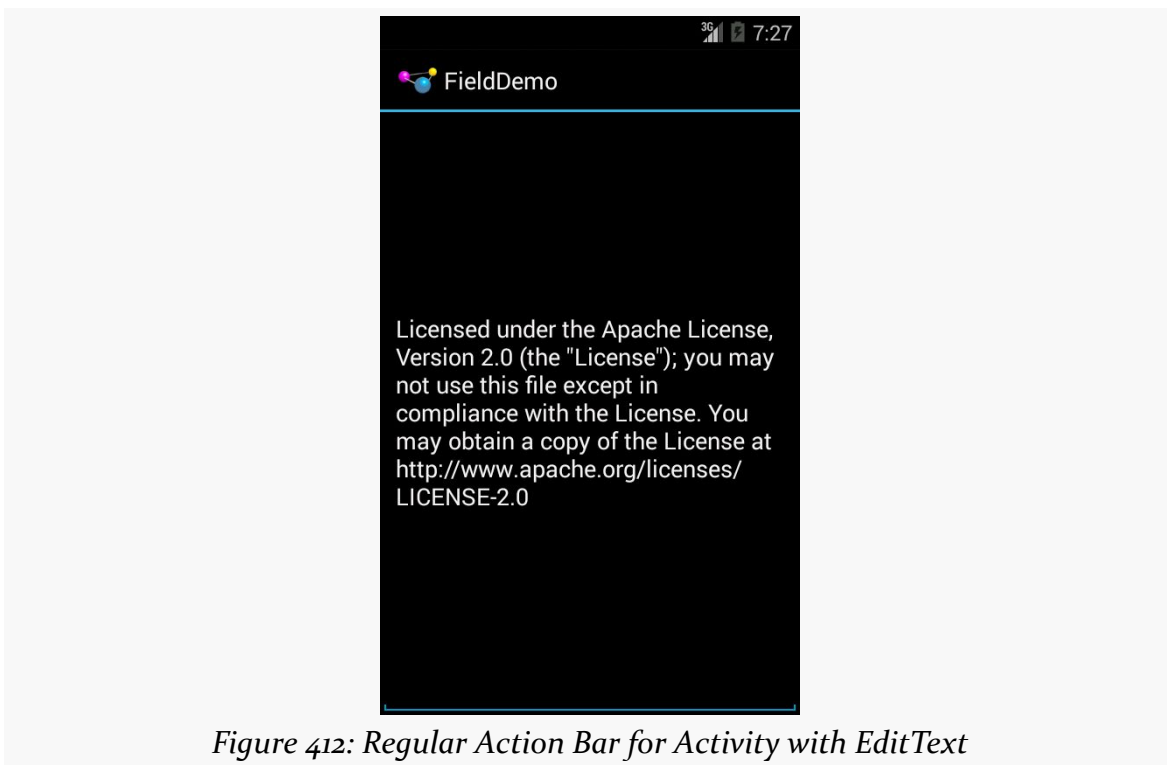 3G 7:27
FieldDemo
Licensed under the Apache License,
Version 2.0 (the "License"); you may
not use this file except in
compliance with the License. You
may obtain a copy of the License at
http://www.apache.org/licenses/
LICENSE-2.0
Figure 412: Regular Action Bar for Activity with EditText